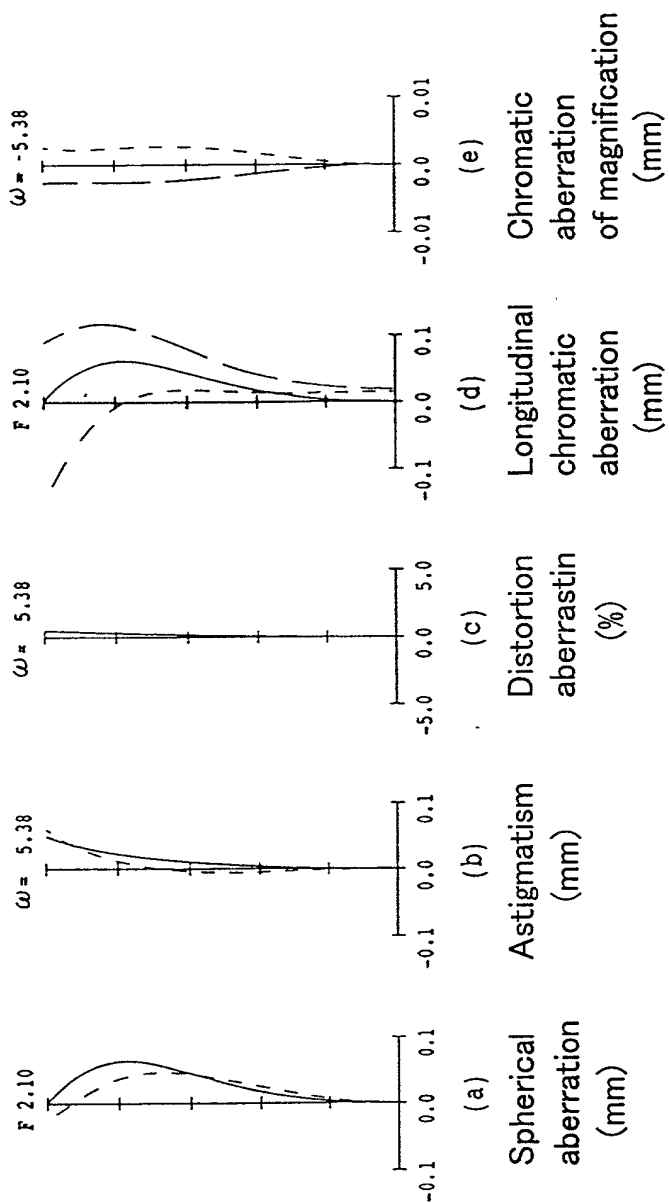 F 2.10
-0.1 0.0 0.1
(a)
Spherical
aberration
(mm)
ω= 5.38
-0.1 0.0 0.1
(b)
Astigmatism
(mm)
ω= 5.38
-5.0 0.0 5.0
(c)
Distortion
aberrastin
(%)
F 2.10
-0.1 0.0 0.1
(d)
Longitudinal
chromatic
aberration
(mm)
ω= -5.38
-0.01 0.0 0.01
(e)
Chromatic
aberration
of magnification
(mm)